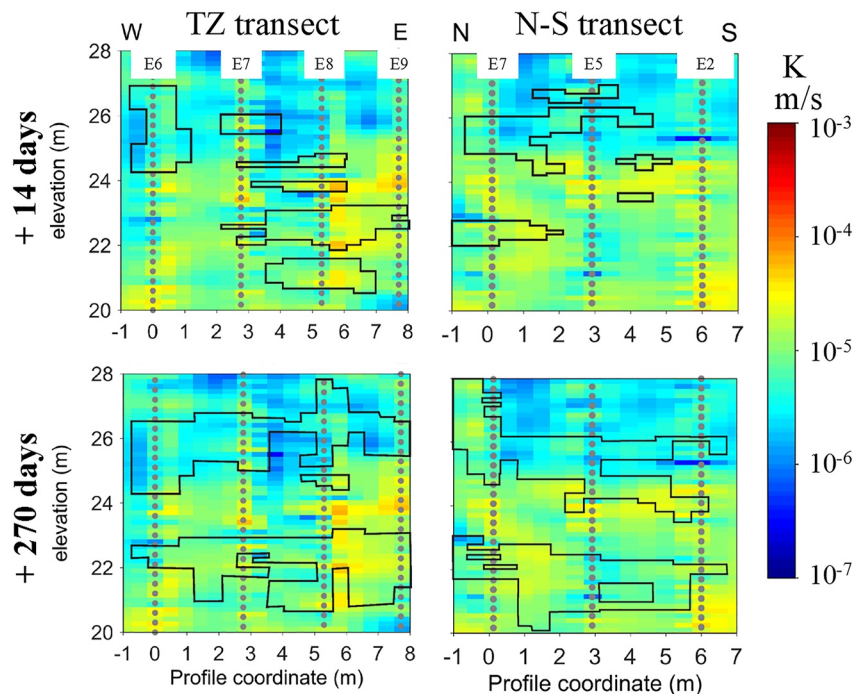 TZ transect N-S transect
W E N S
28 E6 E7 E8 E9 E7 E5 E2
26
24
22
20
+ 14 days
elevation (m)
-1 0 1 2 3 4 5 6 7 8
-1 0 1 2 3 4 5 6 7
K
m/s
10-3
10-4
10-5
10-6
10-7
28
26
24
22
20
+ 270 days
elevation (m)
-1 0 1 2 3 4 5 6 7 8
-1 0 1 2 3 4 5 6 7
Profile coordinate (m) Profile coordinate (m)